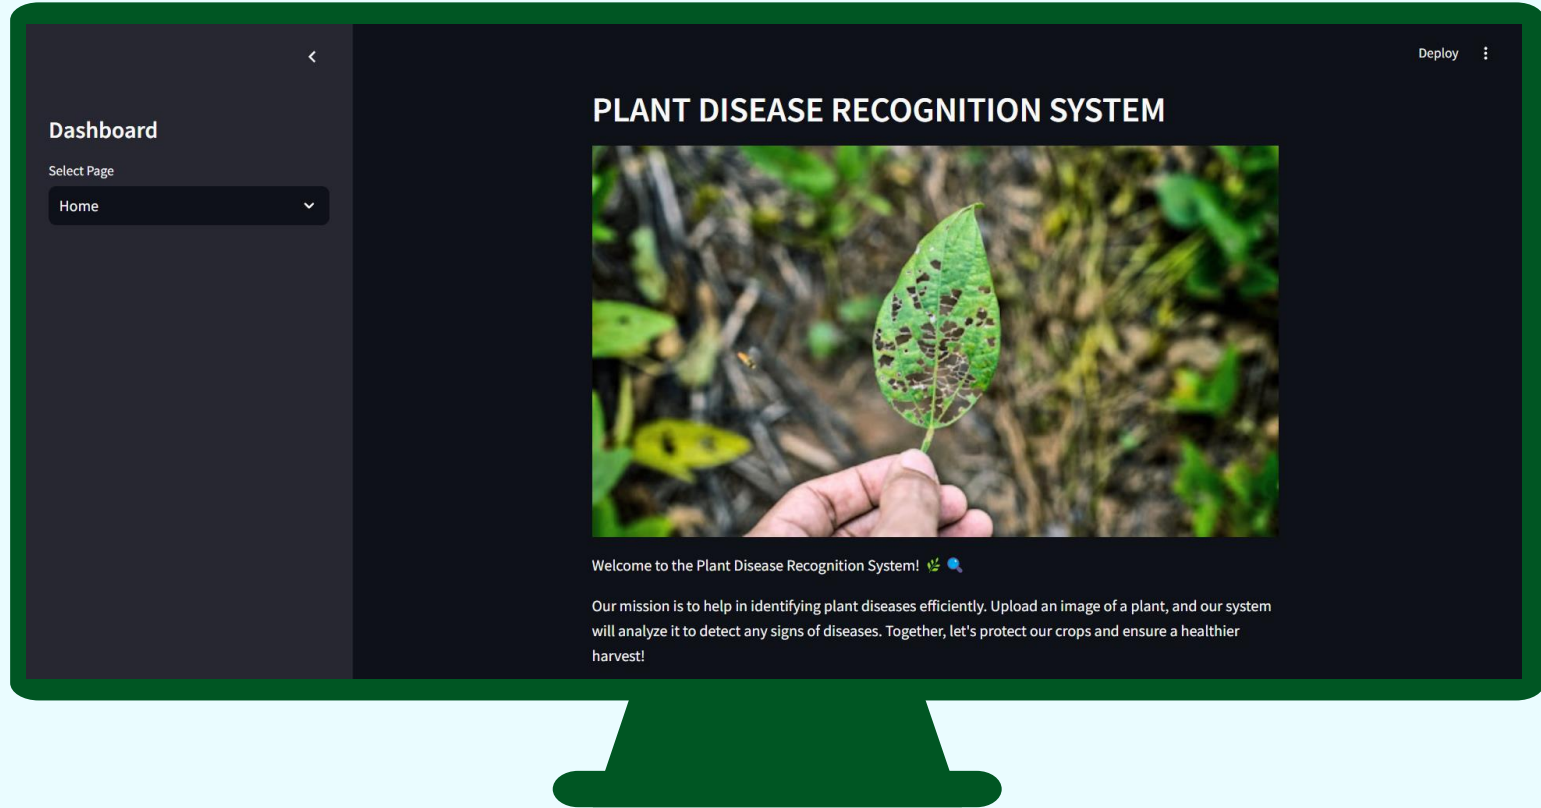 Deploy
Dashboard
Select Page
Home
PLANT DISEASE RECOGNITION SYSTEM
Welcome to the Plant Disease Recognition System! 🌿 🔍
Our mission is to help in identifying plant diseases efficiently. Upload an image of a plant, and our system
will analyze it to detect any signs of diseases. Together, let's protect our crops and ensure a healthier
harvest!